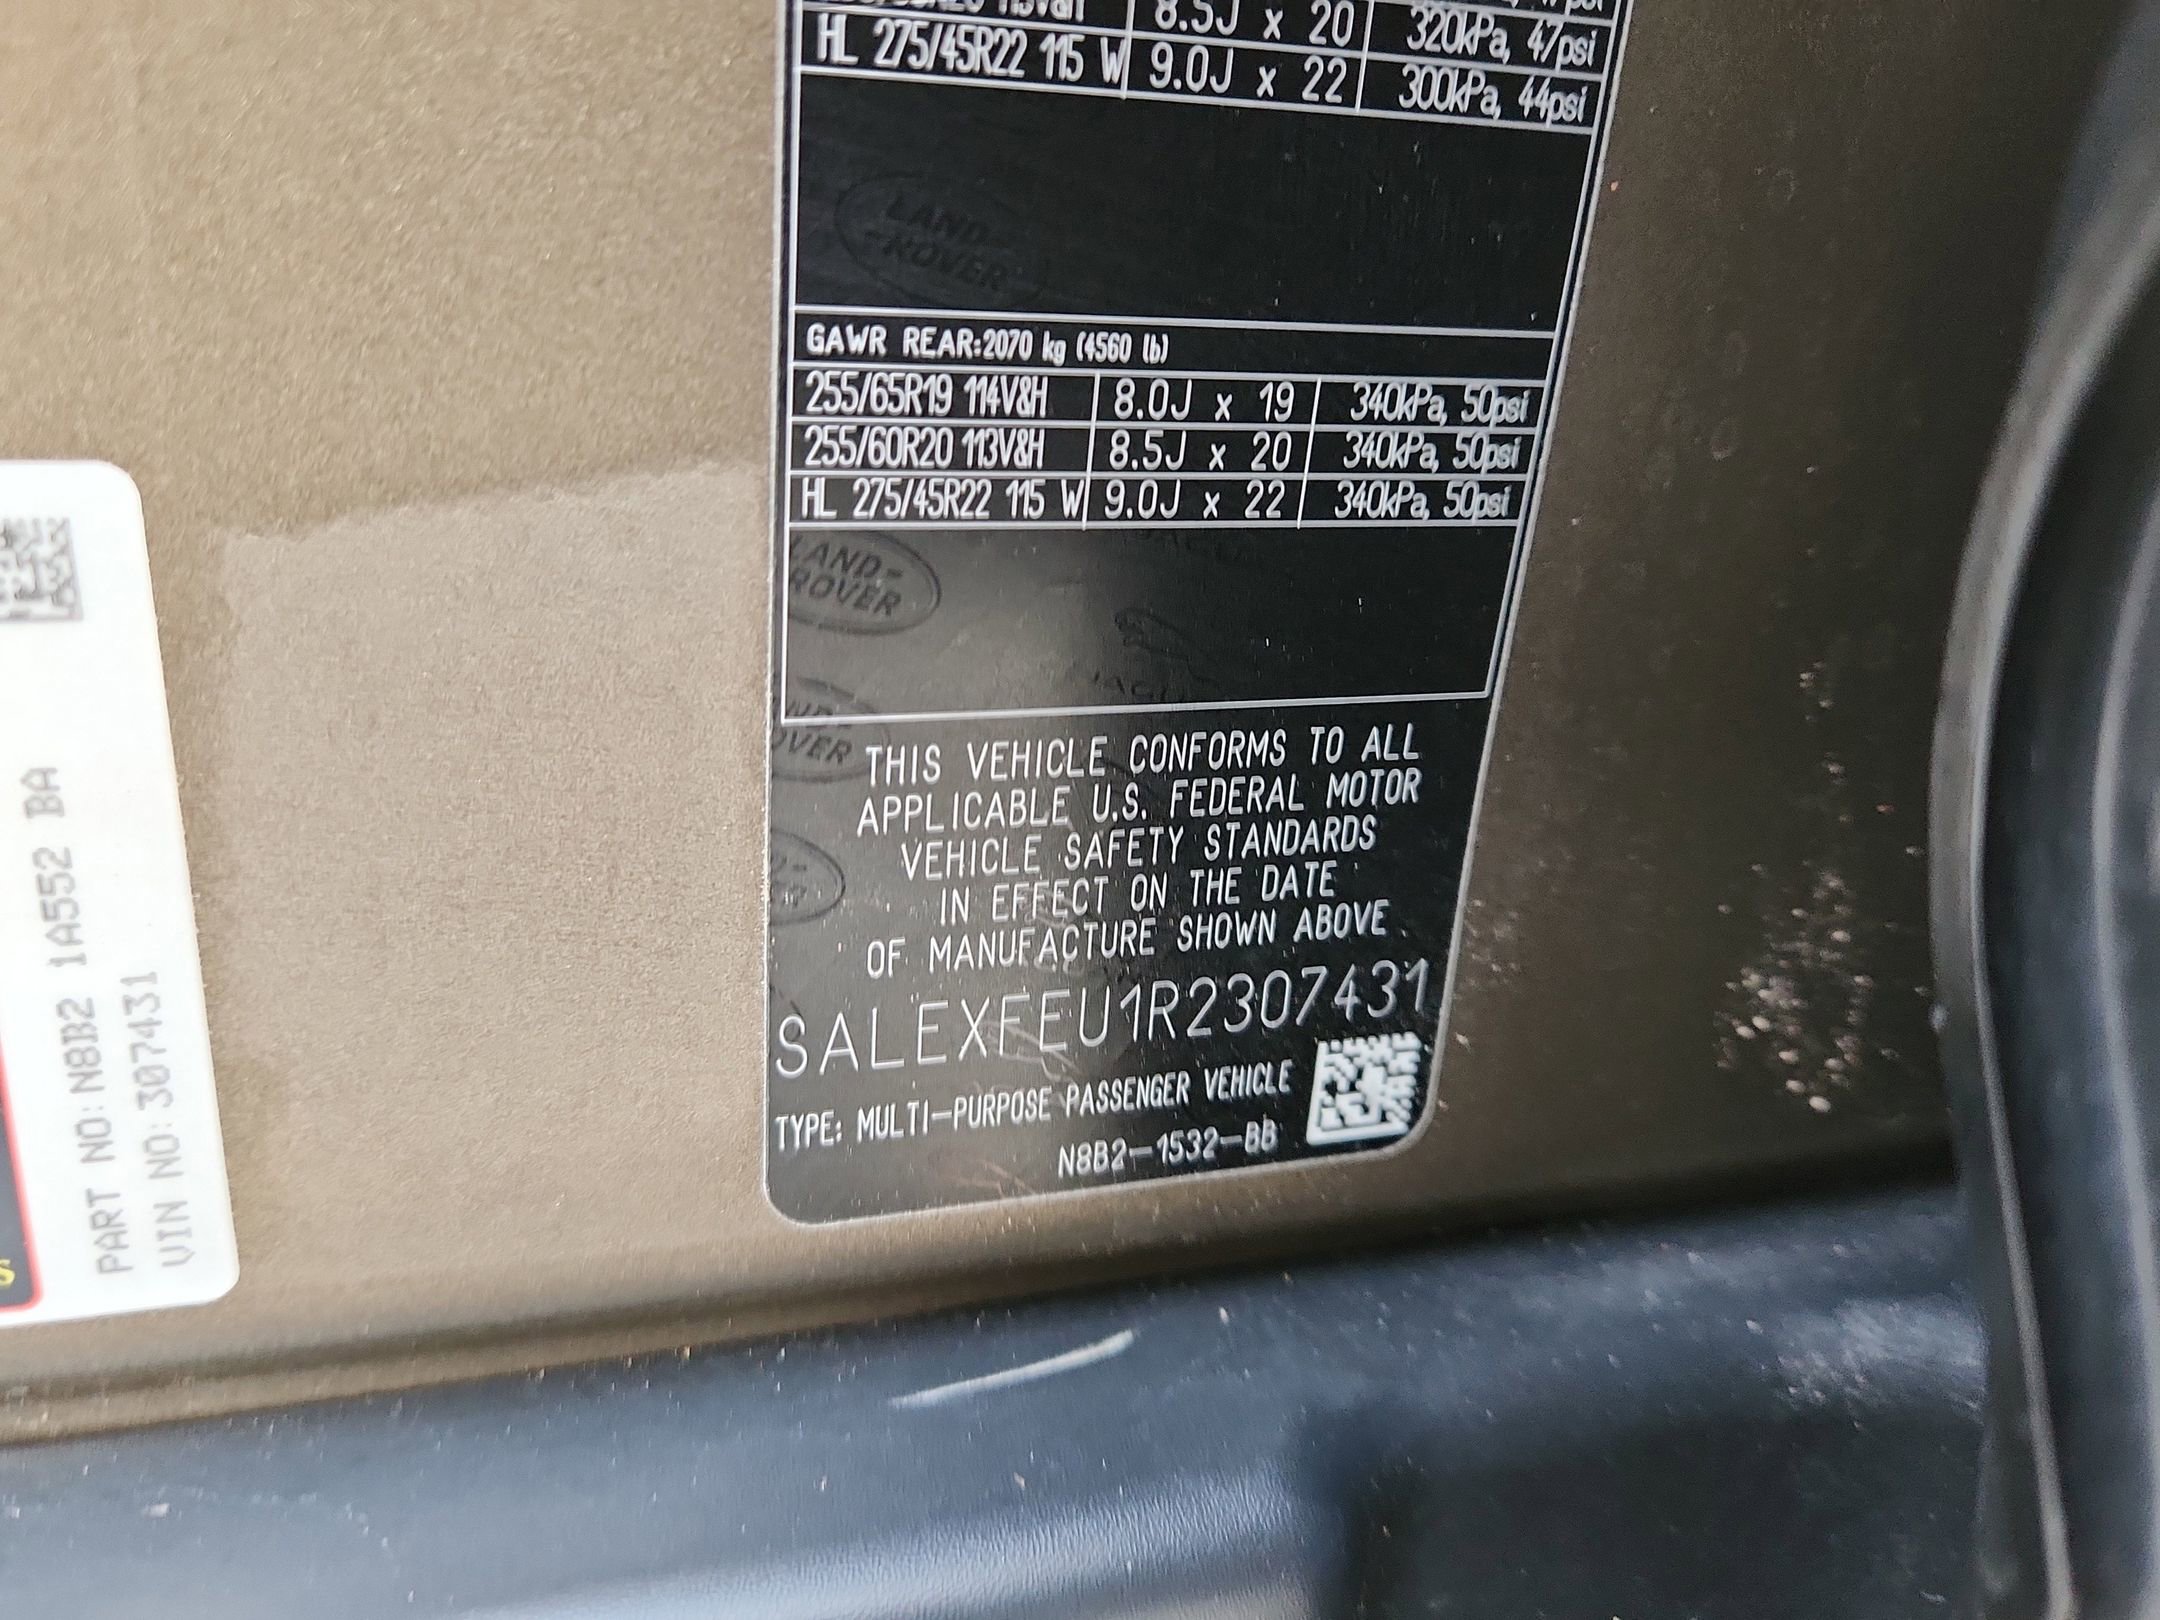 8.5J x 20 320kPa, 47psi
HL 275/45R22 115 W 9.0J x 22 300kPa, 44psi
LAND-
-ROVER
GAWR REAR:2070 kg (4560 lb)
255/65R19 114V&H 8.0J x 19 340kPa, 50psi
255/60R20 113V&H 8.5J x 20 340kPa, 50psi
HL 275/45R22 115 W 9.0J x 22 340kPa, 50psi
LAND-
ROVER
THIS VEHICLE CONFORMS TO ALL
APPLICABLE U.S. FEDERAL MOTOR
VEHICLE SAFETY STANDARDS
IN EFFECT ON THE DATE
OF MANUFACTURE SHOWN ABOVE.
SALEXFEU1R2307431
TYPE: MULTI-PURPOSE PASSENGER VEHICLE
N8B2-1532-BB
PART NO: N8B2 1A552 BA
VIN NO: 307431